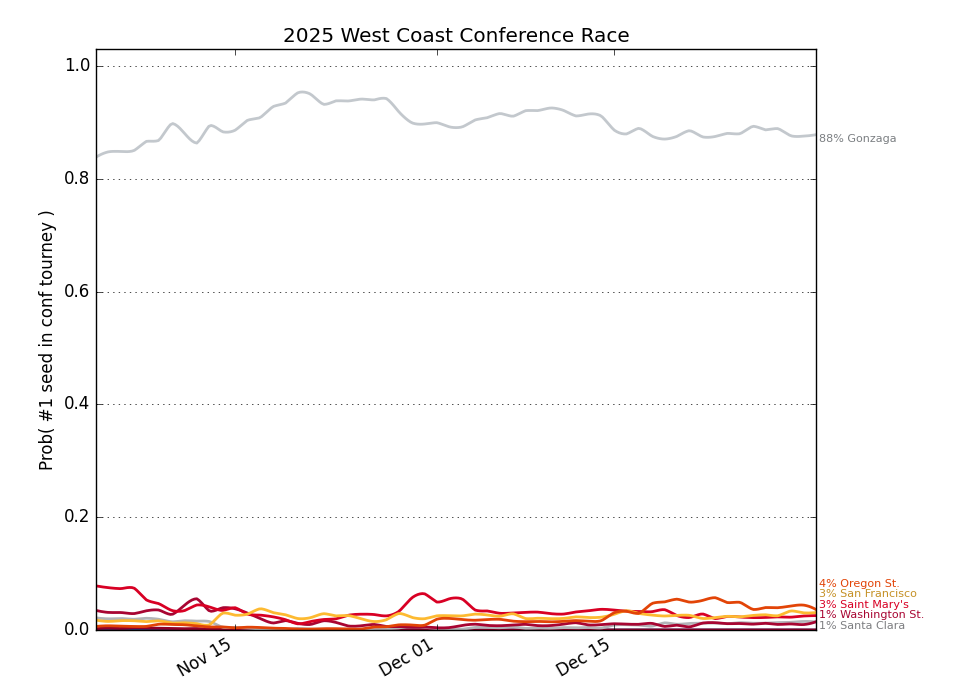 2025 West Coast Conference Race
Prob( #1 seed in conf tourney )
1.0
0.8
0.6
0.4
0.2
0.0
Nov 15
Dec 01
Dec 15
88% Gonzaga
4% Oregon St.
3% San Francisco
3% Saint Mary's
1% Washington St.
1% Santa Clara